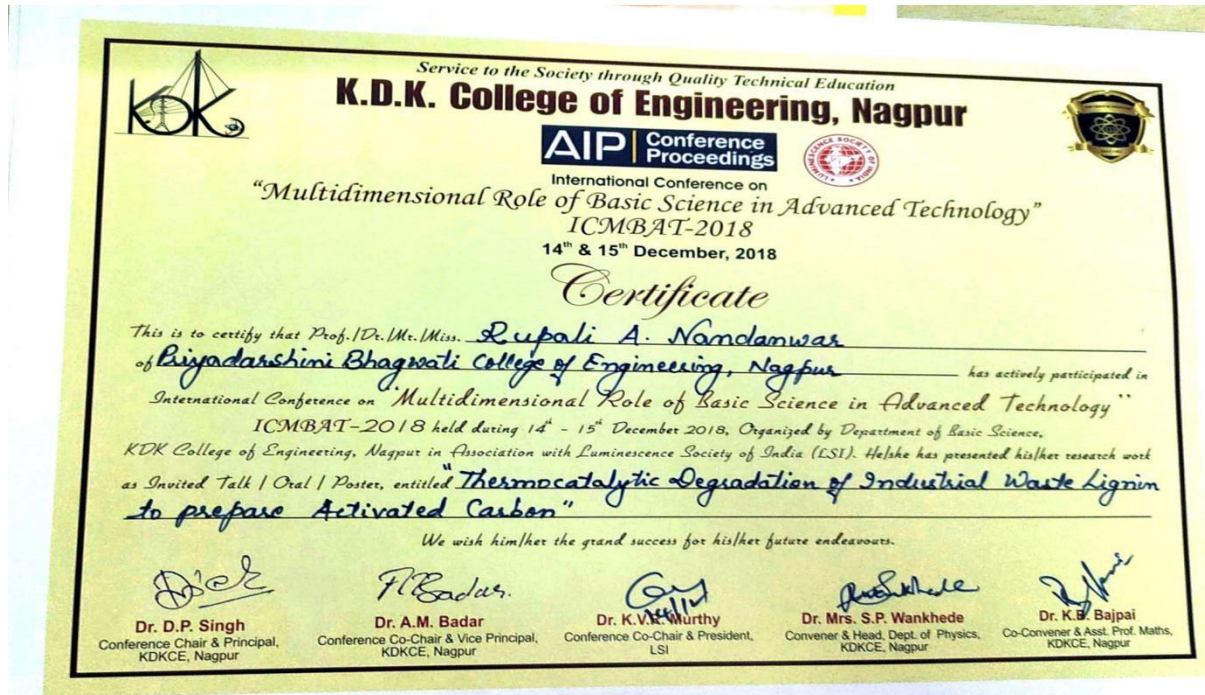 Service to the Society through Quality Technical Education
KDK
K.D.K. College of Engineering, Nagpur
AIP Conference
Proceedings
LUMINESCENCE SOCIETY OF INDIA
International Conference on
"Multidimensional Role of Basic Science in Advanced Technology"
ICMBAT-2018
14th & 15th December, 2018
Certificate
This is to certify that Prof./Dr./Mr./Miss. Rupali A. Nandanwar
of Priyadarshini Bhagwati College of Engineering, Nagpur has actively participated in
International Conference on "Multidimensional Role of Basic Science in Advanced Technology"
ICMBAT-2018 held during 14th - 15th December 2018, Organized by Department of Basic Science,
KDK College of Engineering, Nagpur in Association with Luminescence Society of India (LSI). He/she has presented his/her research work
as Invited Talk / Oral / Poster, entitled "Thermocatalytic Degradation of Industrial Waste Lignin
to prepare Activated Carbon"
We wish him/her the grand success for his/her future endeavours.
Dr. D.P. Singh
Conference Chair & Principal,
KDKCE, Nagpur
Dr. A.M. Badar
Conference Co-Chair & Vice Principal,
KDKCE, Nagpur
Dr. K.V.R. Murthy
Conference Co-Chair & President,
LSI
Dr. Mrs. S.P. Wankhede
Convener & Head, Dept. of Physics,
KDKCE, Nagpur
Dr. K.B. Bajpai
Co-Convener & Asst. Prof. Maths,
KDKCE, Nagpur